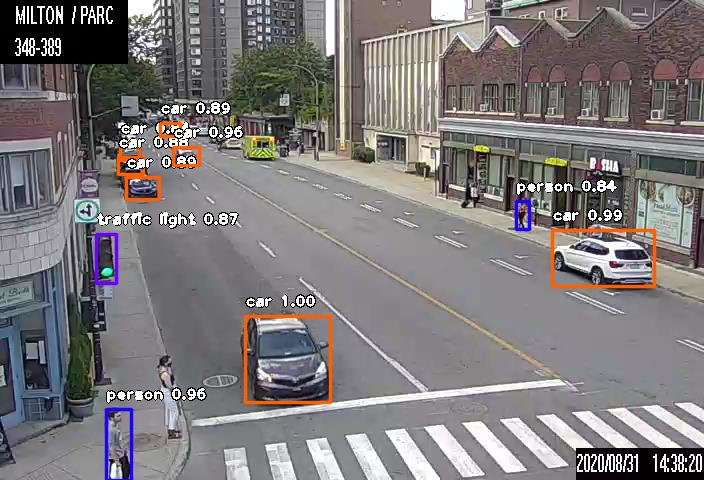 MILTON / PARC
348-389
car 0.89
car 0.96
car 0.88
car 0.89
person 0.84
traffic light 0.87
car 0.99
car 1.00
person 0.96
2020/08/31 14:38:20